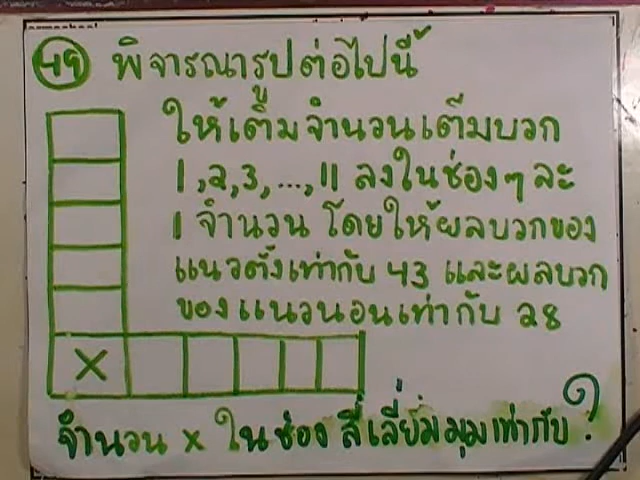 49 พิจารณารูปต่อไปนี้
ให้เติมจำนวนเต็มบวก
1,2,3,...,11 ลงในช่องๆละ
1 จำนวน โดยให้ผลบวกของ
แนวตั้งเท่ากับ 43 และผลบวก
ของแนวนอนเท่ากับ 28
X
จำนวน x ในช่อง สี่เลี่ยมมุมเท่ากับ ?